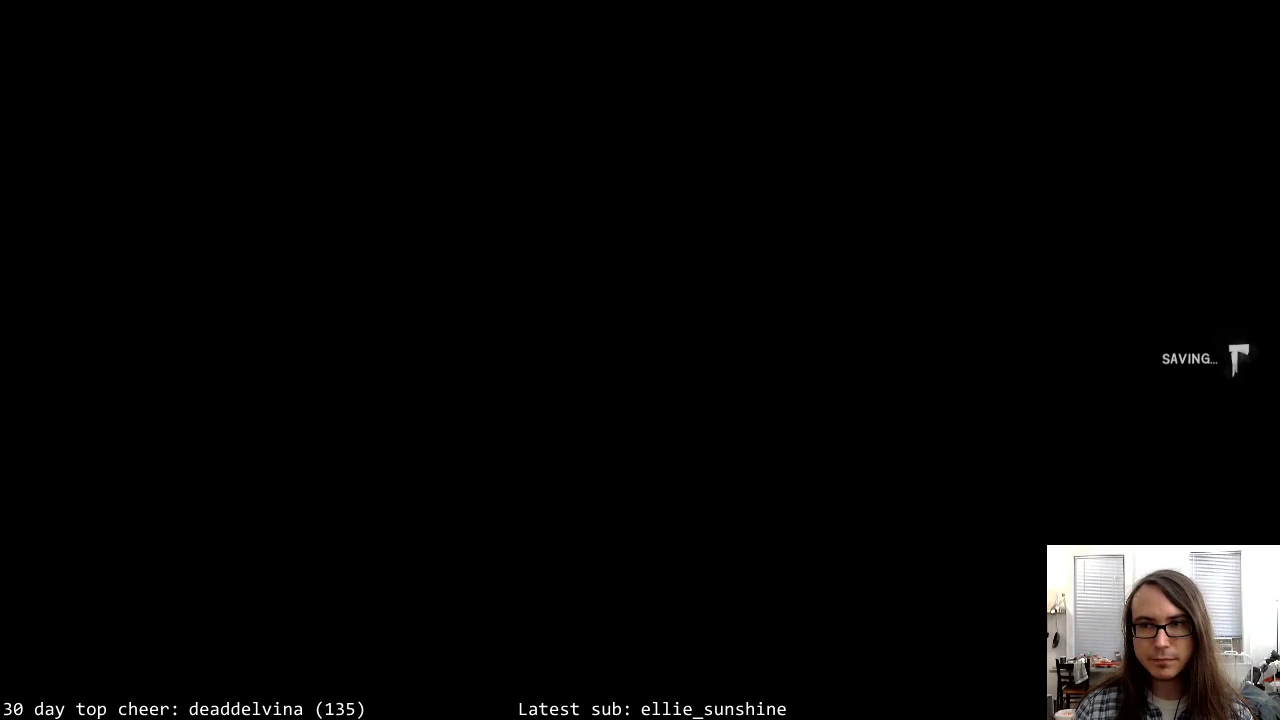 SAVING...
30 day top cheer: deaddelvina (135)
Latest sub: ellie_sunshine